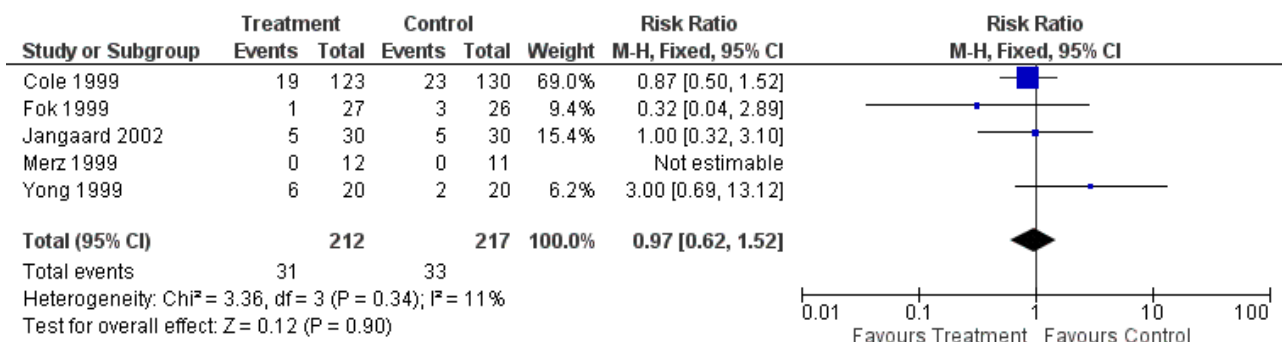 Treatment Control Risk Ratio Risk Ratio
Study or Subgroup Events Total Events Total Weight M-H, Fixed, 95% CI M-H, Fixed, 95% CI
Cole 1999 19 123 23 130 69.0% 0.87 [0.50, 1.52]
Fok 1999 1 27 3 26 9.4% 0.32 [0.04, 2.89]
Jangaard 2002 5 30 5 30 15.4% 1.00 [0.32, 3.10]
Merz 1999 0 12 0 11 Not estimable
Yong 1999 6 20 2 20 6.2% 3.00 [0.69, 13.12]
Total (95% CI) 212 217 100.0% 0.97 [0.62, 1.52]
Total events 31 33
Heterogeneity: Chi² = 3.36, df = 3 (P = 0.34); I² = 11%
Test for overall effect: Z = 0.12 (P = 0.90)
0.01 0.1 1 10 100
Favours Treatment Favours Control